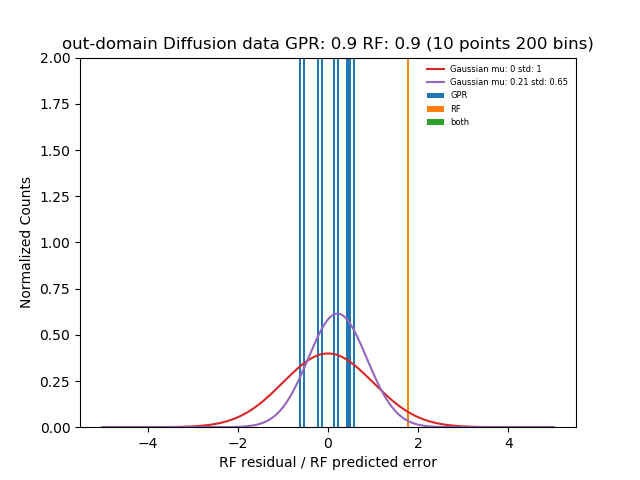 out-domain Diffusion data GPR: 0.9 RF: 0.9 (10 points 200 bins)
2.00
1.75
1.50
1.25
1.00
0.75
0.50
0.25
0.00
Normalized Counts
Gaussian mu: 0 std: 1
Gaussian mu: 0.21 std: 0.65
GPR
RF
both
−4
−2
0
2
4
RF residual / RF predicted error